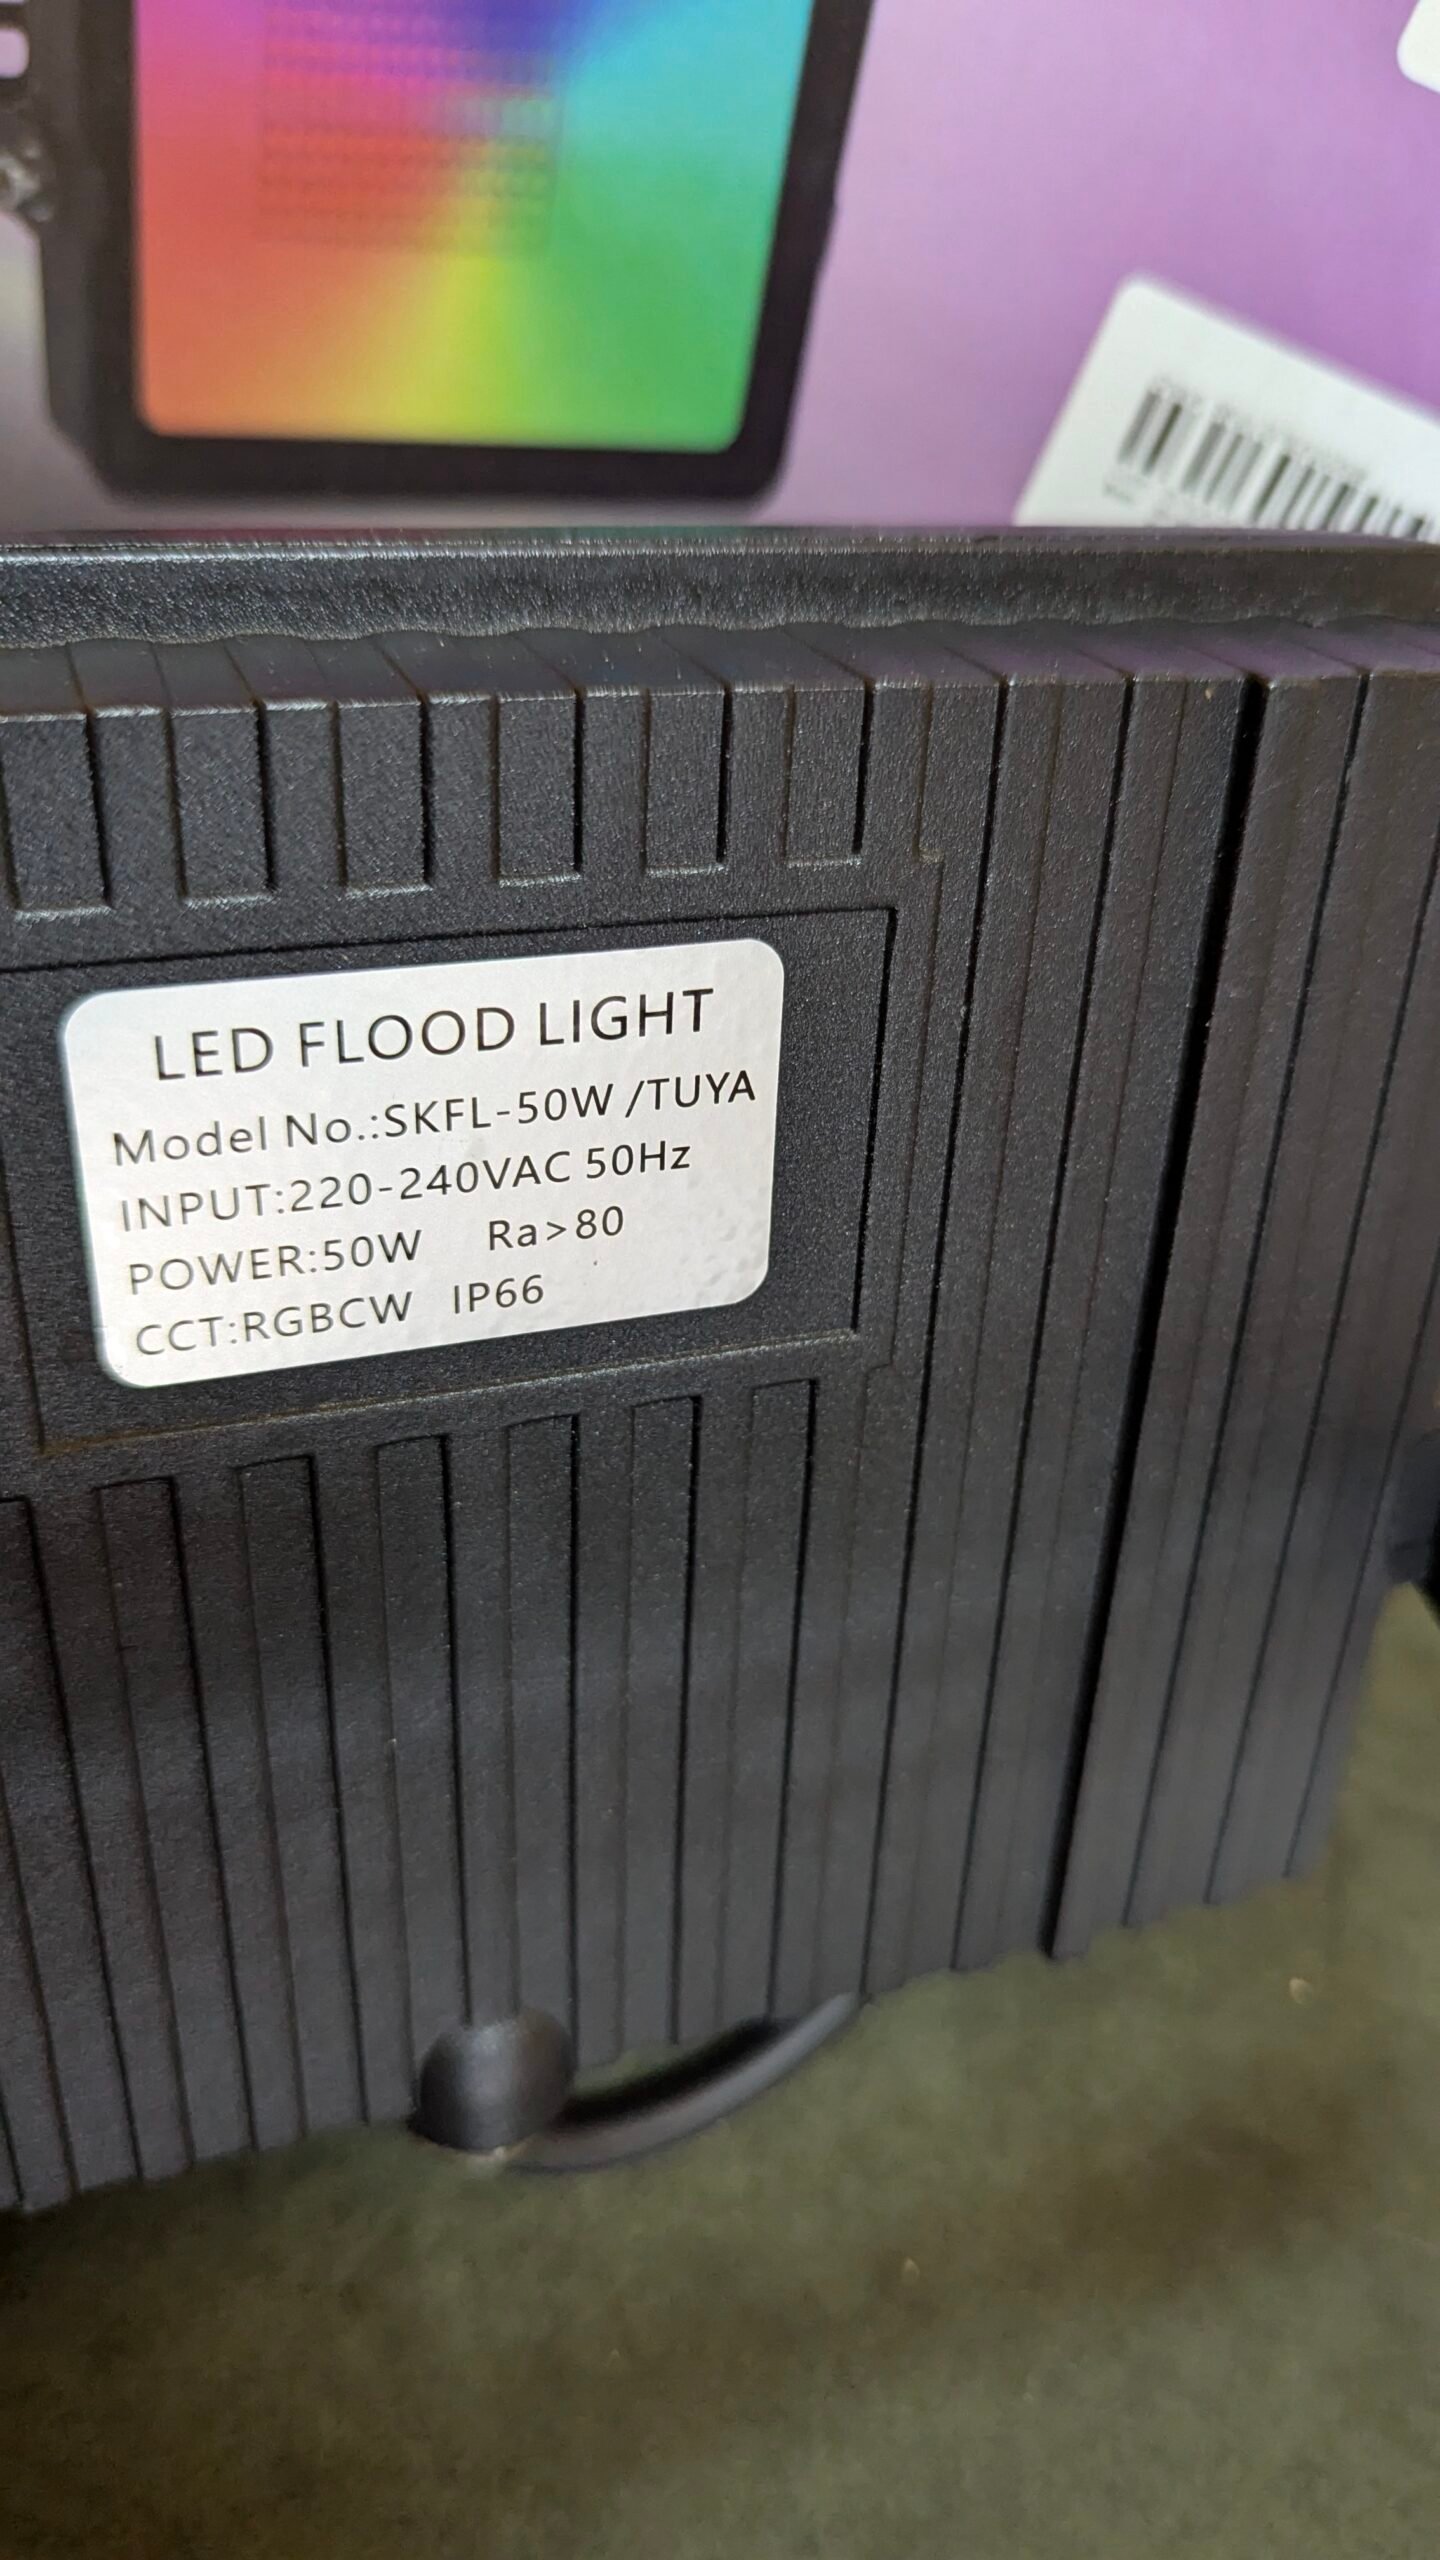 LED FLOOD LIGHT
Model No.:SKFL-50W /TUYA
INPUT:220-240VAC 50Hz
POWER:50W Ra>80
CCT:RGBCW IP66